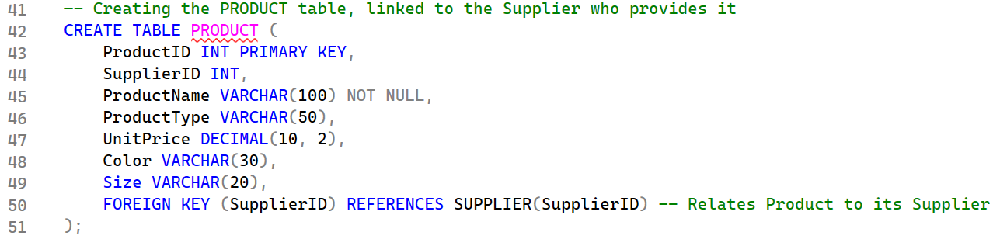 41 -- Creating the PRODUCT table, linked to the Supplier who provides it
42 CREATE TABLE PRODUCT (
43 ProductID INT PRIMARY KEY,
44 SupplierID INT,
45 ProductName VARCHAR(100) NOT NULL,
46 ProductType VARCHAR(50),
47 UnitPrice DECIMAL(10, 2),
48 Color VARCHAR(30),
49 Size VARCHAR(20),
50 FOREIGN KEY (SupplierID) REFERENCES SUPPLIER(SupplierID) -- Relates Product to its Supplier
51 );